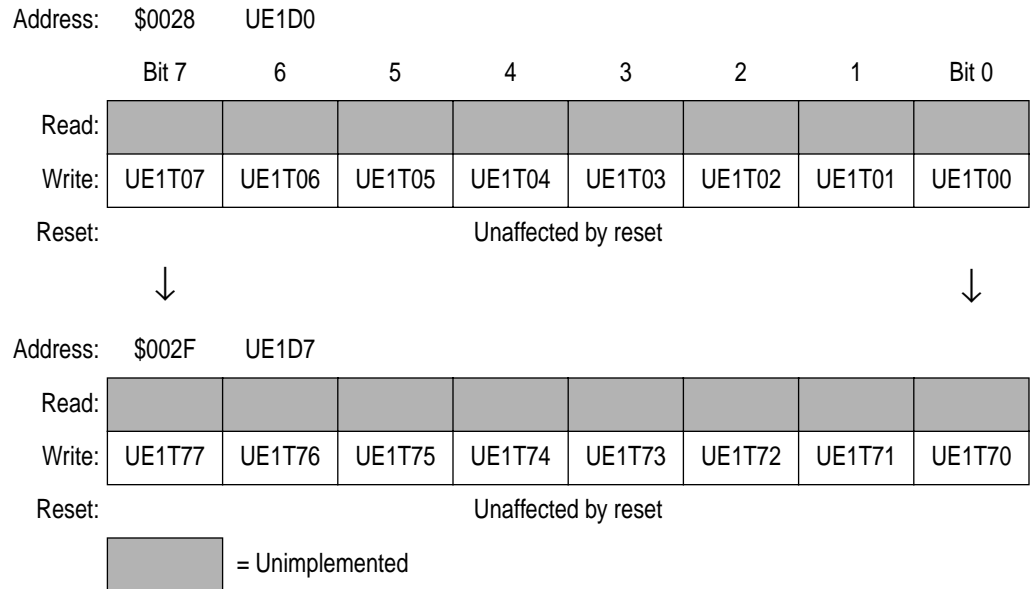 Address: $0028 UE1D0
Bit 7 6 5 4 3 2 1 Bit 0
Read:
Write: UE1T07 UE1T06 UE1T05 UE1T04 UE1T03 UE1T02 UE1T01 UE1T00
Reset: Unaffected by reset
↓ ↓
Address: $002F UE1D7
Read:
Write: UE1T77 UE1T76 UE1T75 UE1T74 UE1T73 UE1T72 UE1T71 UE1T70
Reset: Unaffected by reset
= Unimplemented